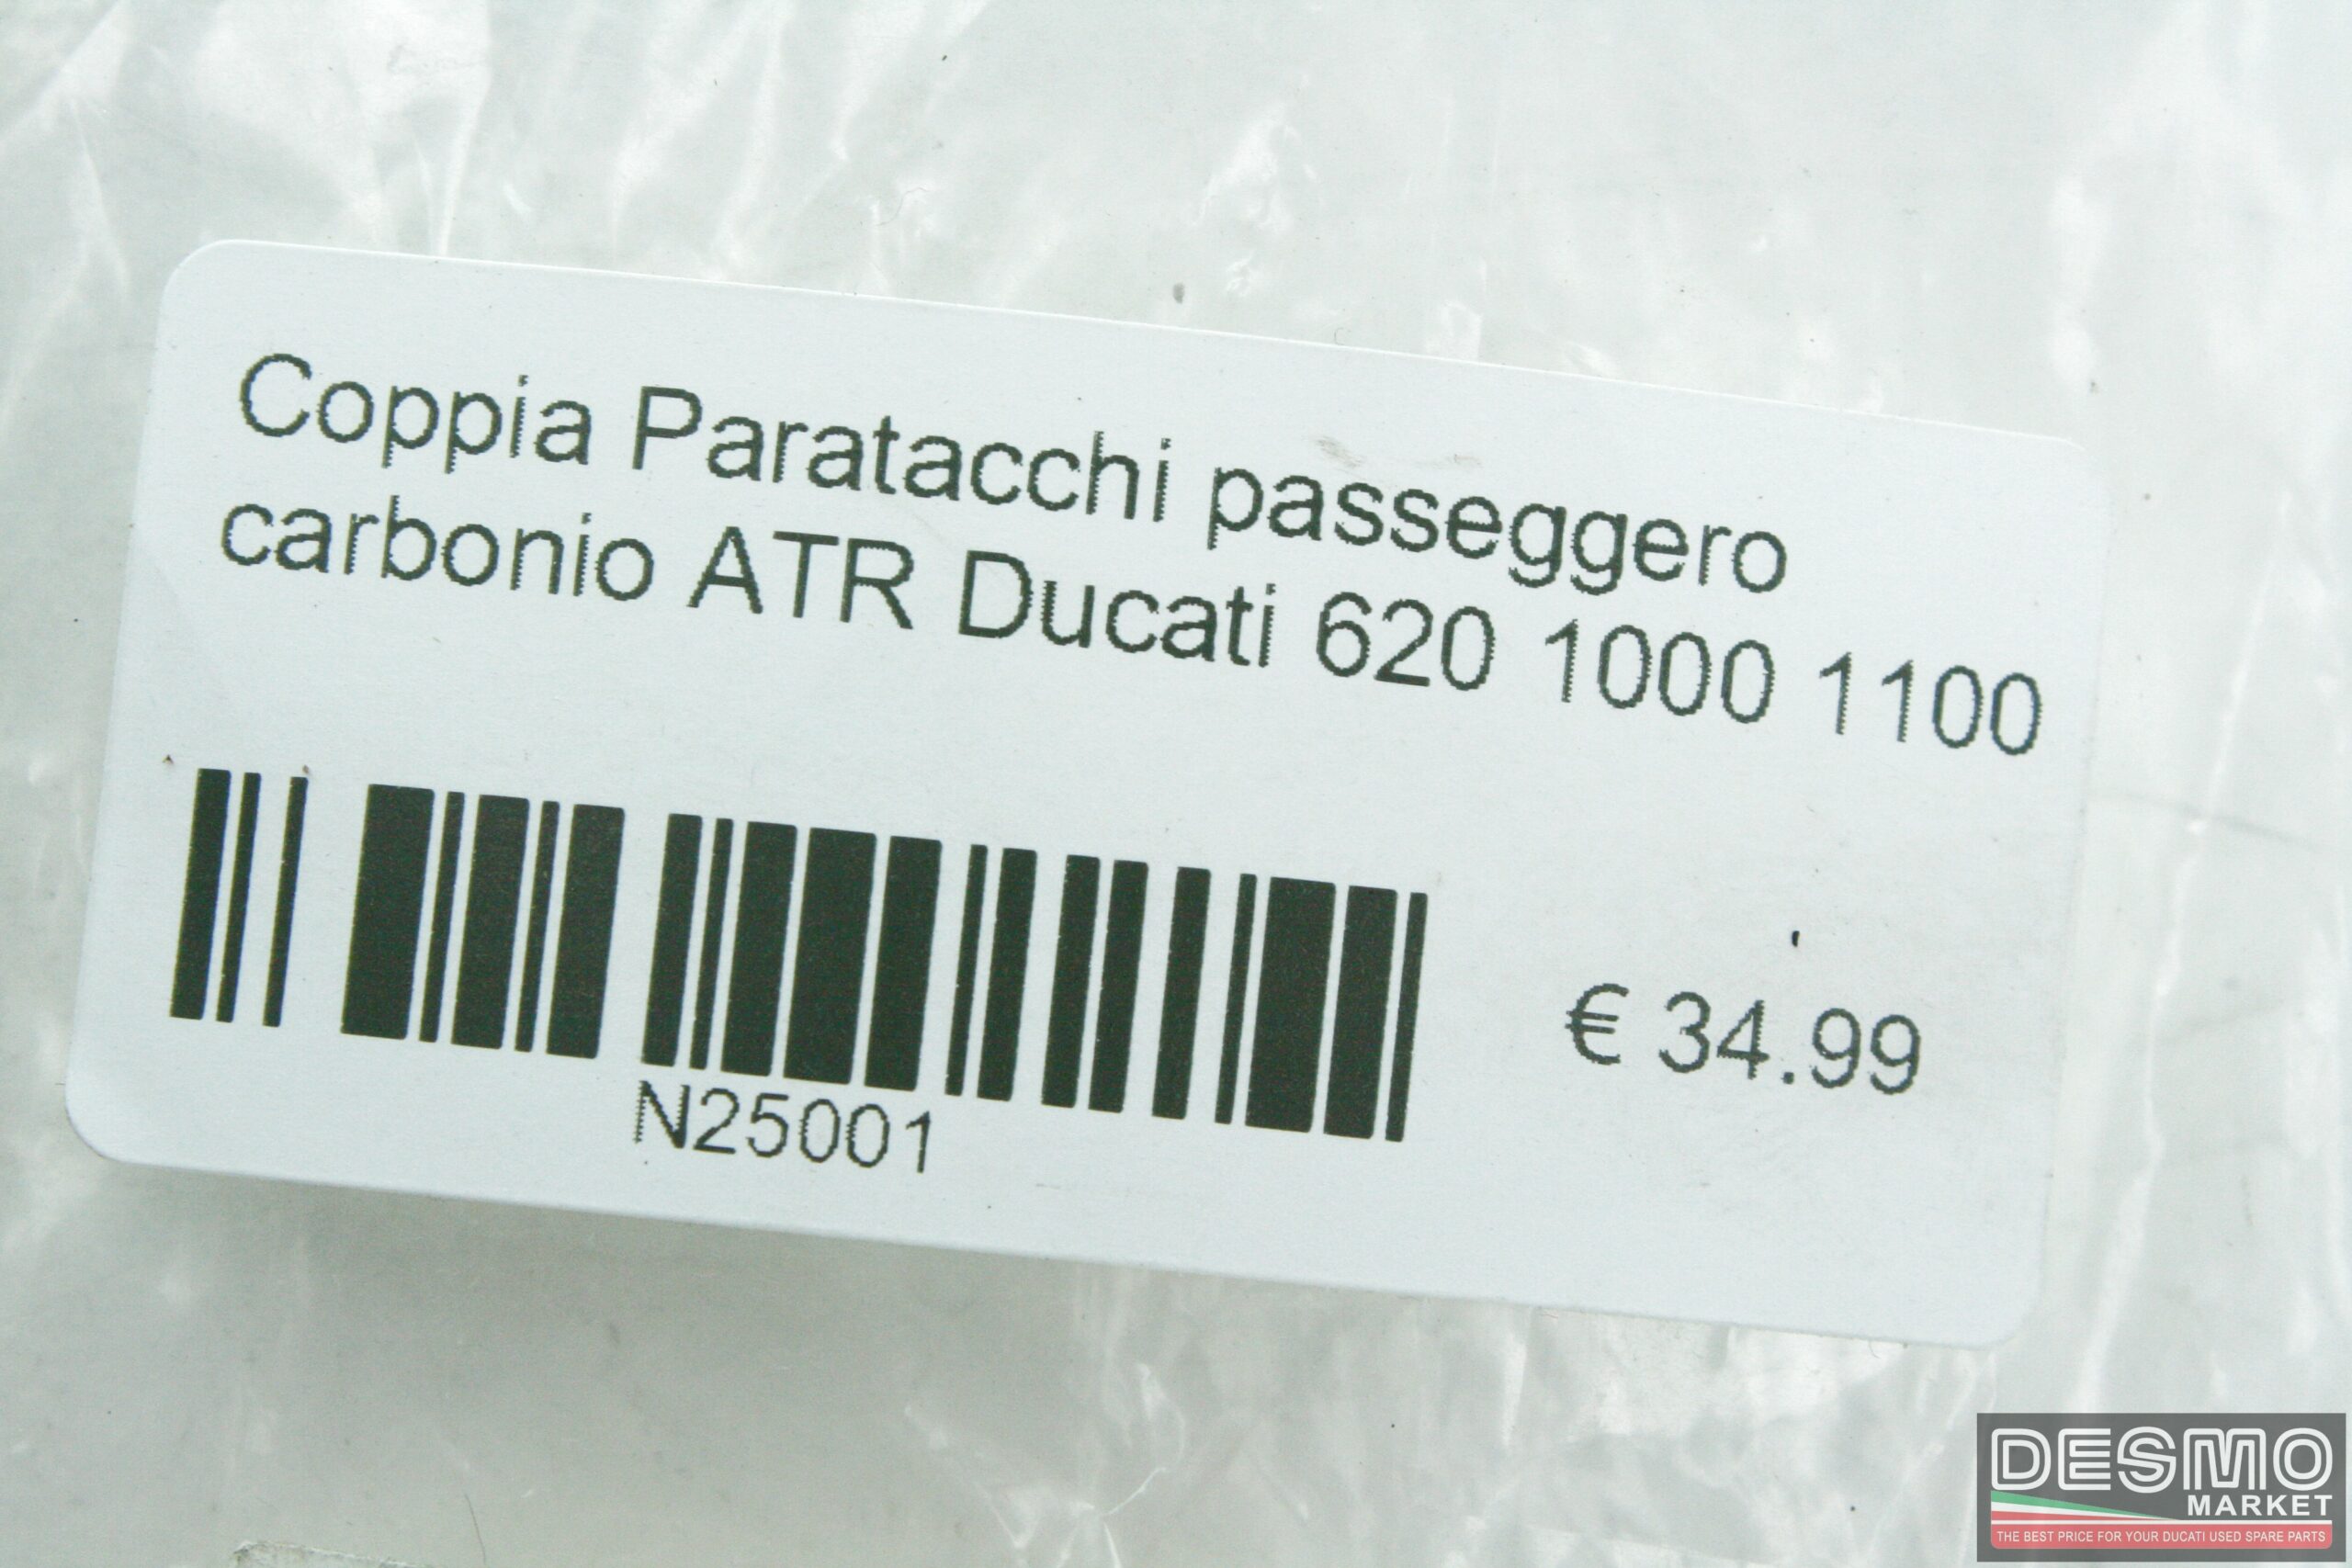 Coppia Paratacchi passeggero
carbonio ATR Ducati 620 1000 1100
N25001
€ 34.99
DESMO
MARKET
THE BEST PRICE FOR YOUR DUCATI USED SPARE PARTS